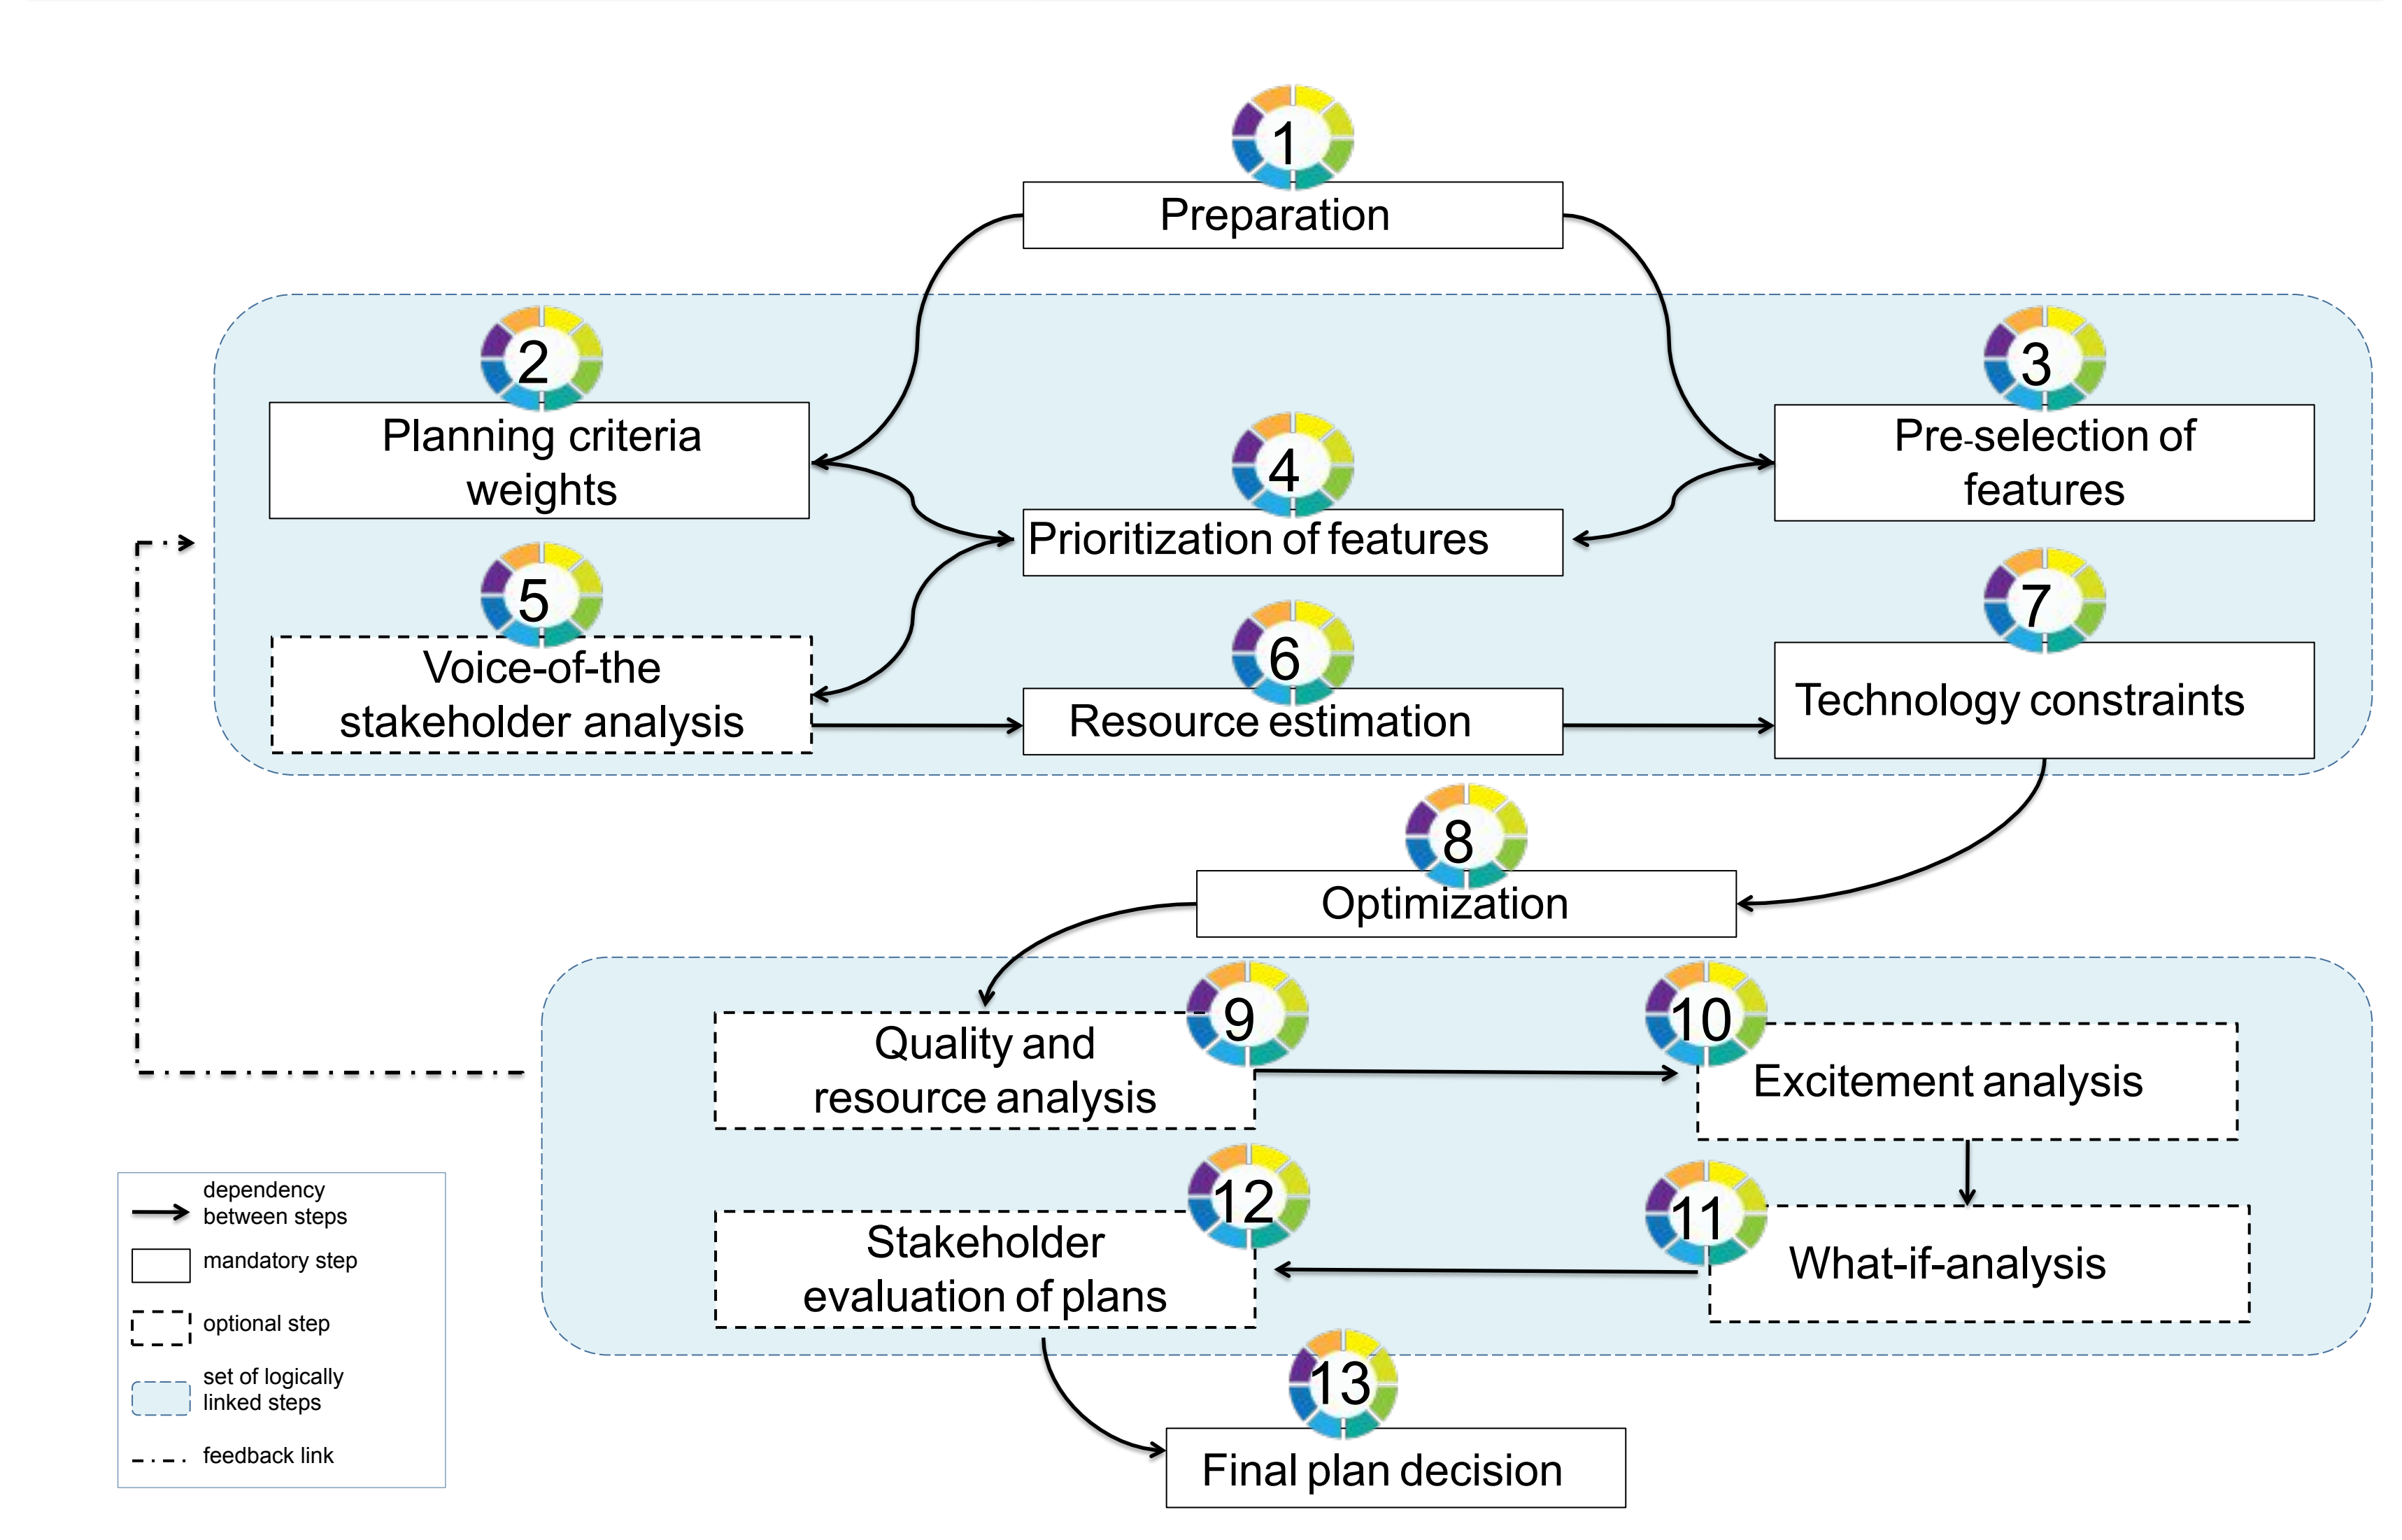 1
Preparation
2
Planning criteria
weights
3
Pre-selection of
features
4
Prioritization of features
5
Voice-of-the
stakeholder analysis
6
Resource estimation
7
Technology constraints
8
Optimization
9
Quality and
resource analysis
10
Excitement analysis
11
What-if-analysis
12
Stakeholder
evaluation of plans
13
Final plan decision
dependency
between steps
mandatory step
optional step
set of logically
linked steps
feedback link